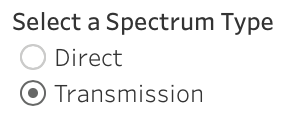 Select a Spectrum Type
Direct
Transmission